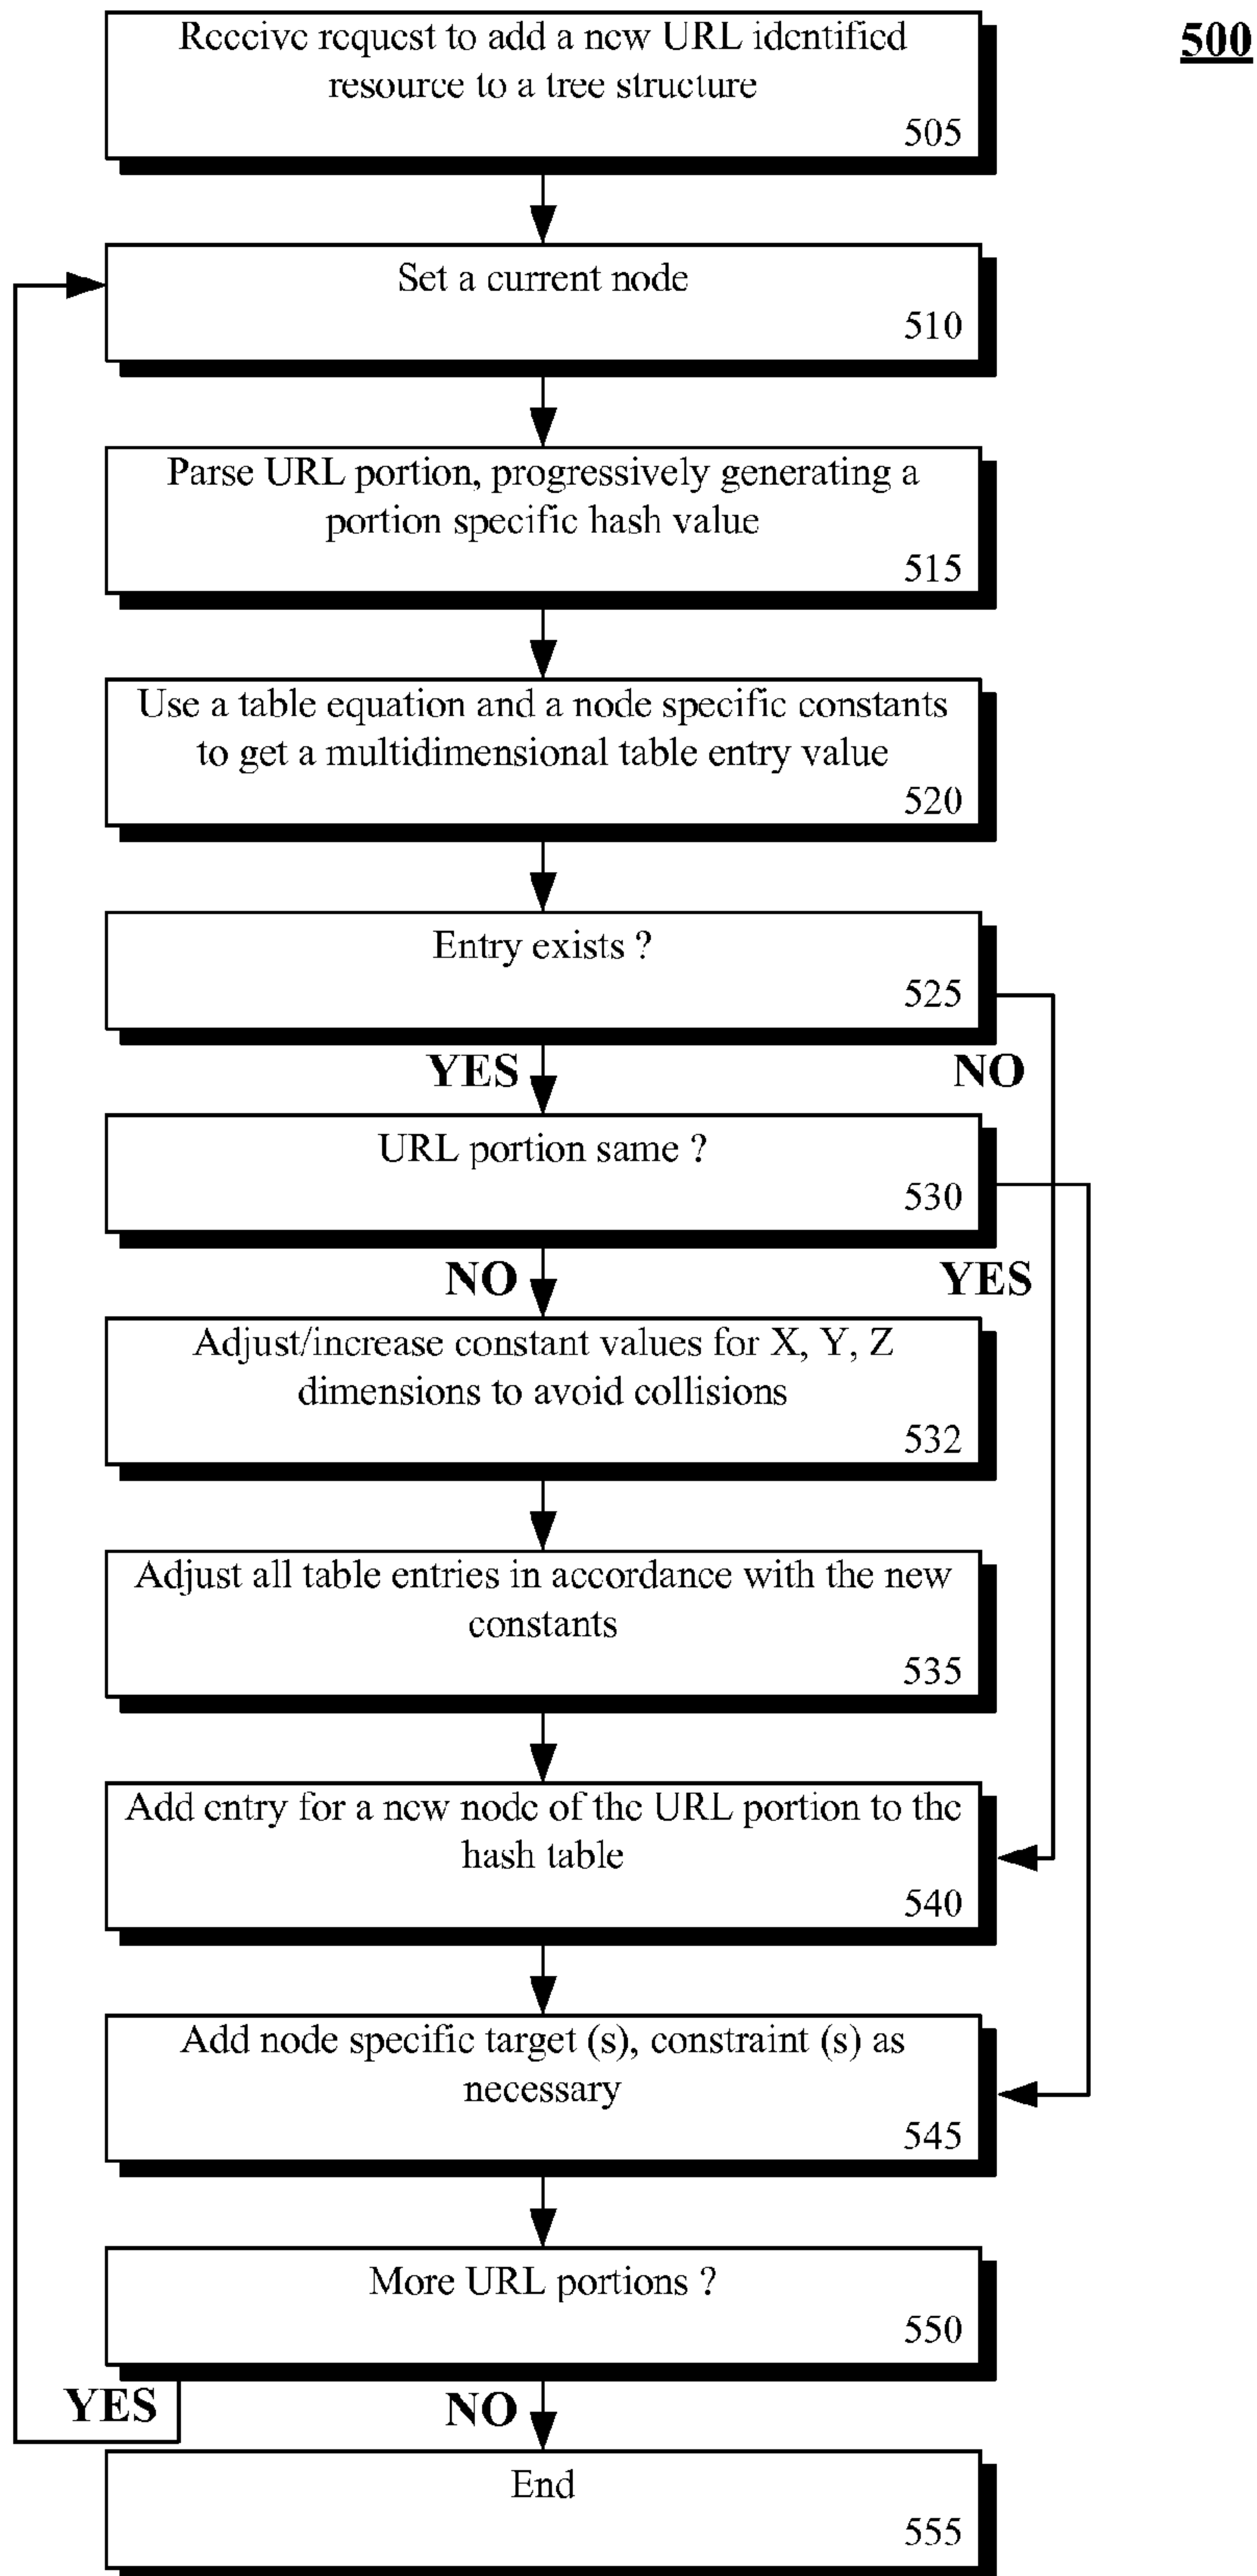 500
Receive request to add a new URL identified
resource to a tree structure
505
Set a current node
510
Parse URL portion, progressively generating a
portion specific hash value
515
Use a table equation and a node specific constants
to get a multidimensional table entry value
520
Entry exists ?
525
YES
NO
URL portion same ?
530
NO
YES
Adjust/increase constant values for X, Y, Z
dimensions to avoid collisions
532
Adjust all table entries in accordance with the new
constants
535
Add entry for a new node of the URL portion to the
hash table
540
Add node specific target (s), constraint (s) as
necessary
545
More URL portions ?
550
YES
NO
End
555